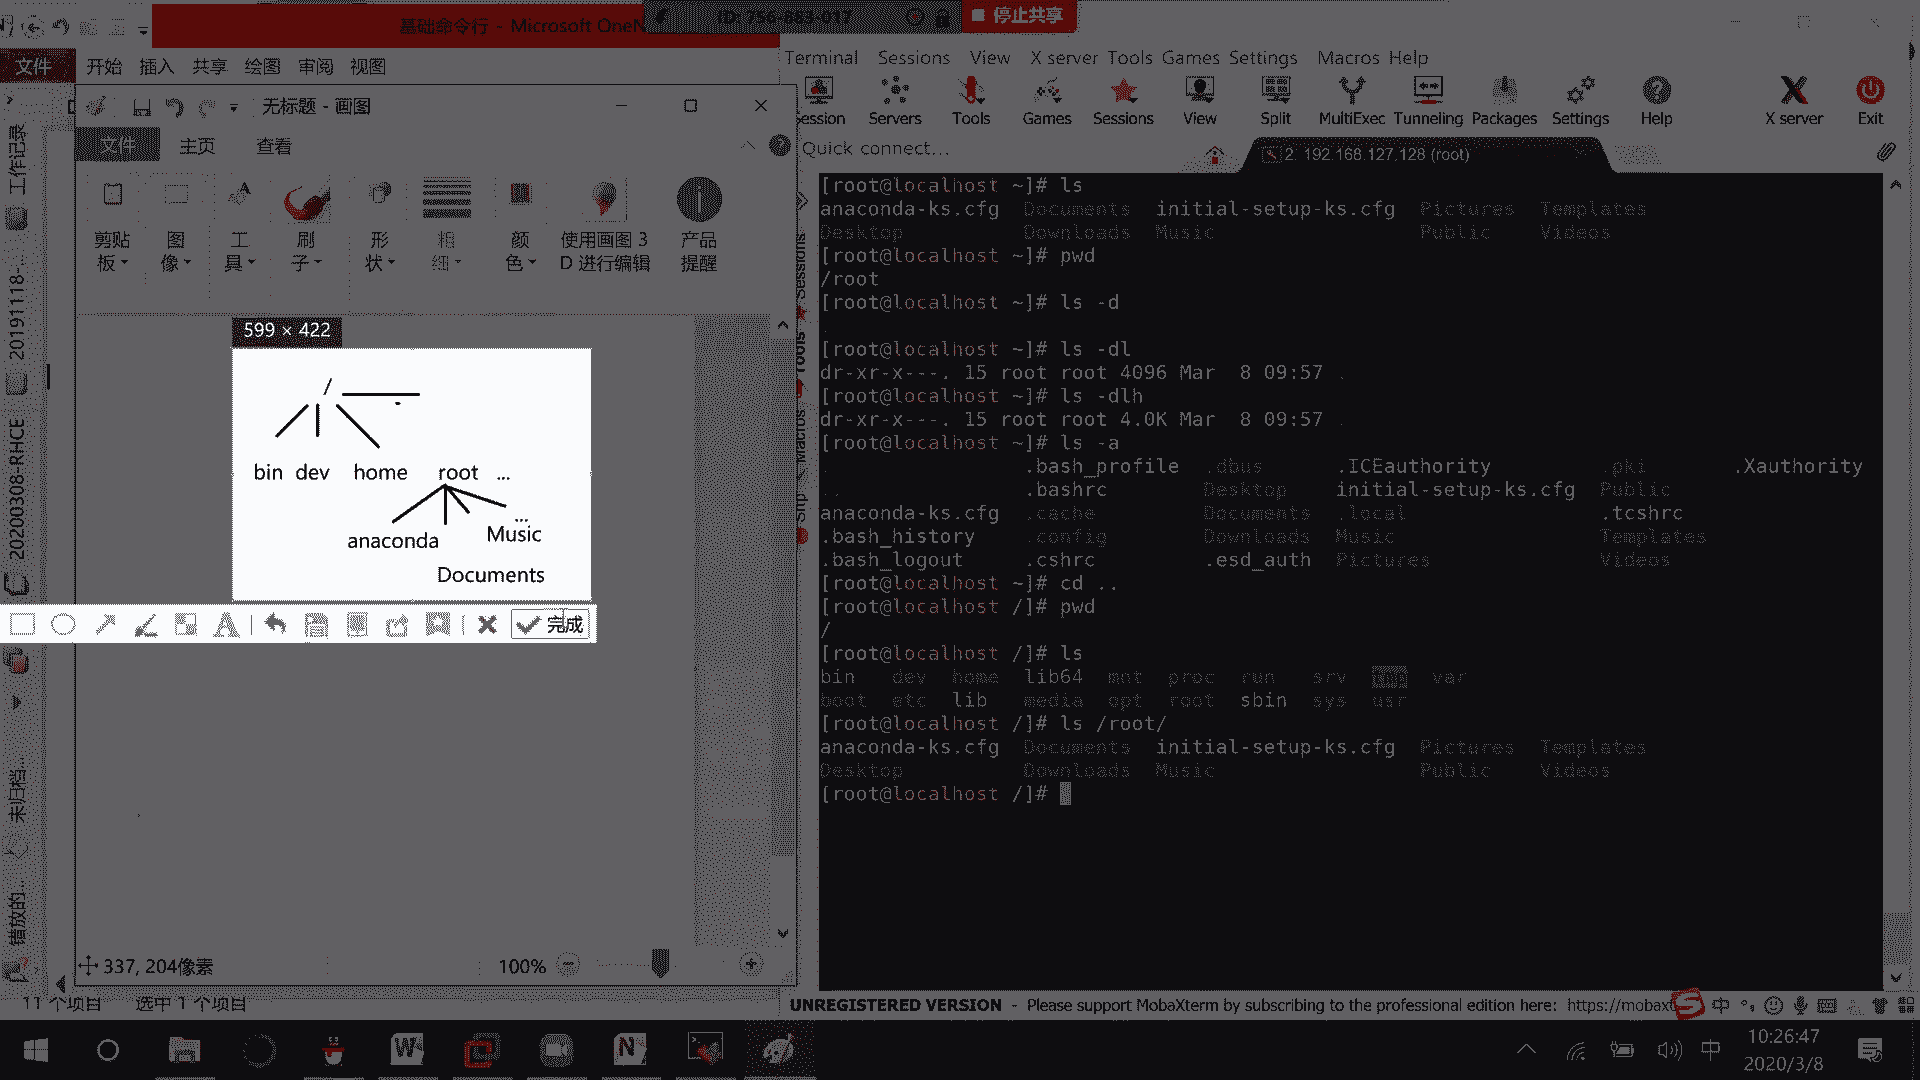 基础命令行 - Microsoft OneN
ID: 756-883-017
停止共享
文件 开始 插入 共享 绘图 审阅 视图
无标题 - 画图
文件 主页 查看
剪贴板 图像 工具 刷子 形状 粗细 颜色 使用画图 3D 进行编辑 产品提醒
599 × 422
/
bin dev home root ...
...
anaconda Music
Documents
完成
337, 204像素
100%
11 个项目 选中 1 个项目
工作记录
20191118-...
20200308-RHCE
未归档...
错放的...
Terminal Sessions View X server Tools Games Settings Macros Help
Session Servers Tools Games Sessions View Split MultiExec Tunneling Packages Settings Help X server Exit
Quick connect...
2. 192.168.127.128 (root)
Sessions
Tools
Macros
[root@localhost ~]# ls
anaconda-ks.cfg Documents initial-setup-ks.cfg Pictures Templates
Desktop Downloads Music Public Videos
[root@localhost ~]# pwd
/root
[root@localhost ~]# ls -d
.
[root@localhost ~]# ls -dl
dr-xr-x---. 15 root root 4096 Mar  8 09:57 .
[root@localhost ~]# ls -dlh
dr-xr-x---. 15 root root 4.0K Mar  8 09:57 .
[root@localhost ~]# ls -a
. .bash_profile .dbus .ICEauthority .pki .Xauthority
.. .bashrc Desktop initial-setup-ks.cfg Public
anaconda-ks.cfg .cache Documents .local .tcshrc
.bash_history .config Downloads Music Templates
.bash_logout .cshrc .esd_auth Pictures Videos
[root@localhost ~]# cd ..
[root@localhost /]# pwd
/
[root@localhost /]# ls
bin dev home lib64 mnt proc run srv tmp var
boot etc lib media opt root sbin sys usr
[root@localhost /]# ls /root/
anaconda-ks.cfg Documents initial-setup-ks.cfg Pictures Templates
Desktop Downloads Music Public Videos
[root@localhost /]#
UNREGISTERED VERSION - Please support MobaXterm by subscribing to the professional edition here: https://mobaxt
中
中
10:26:47
2020/3/8